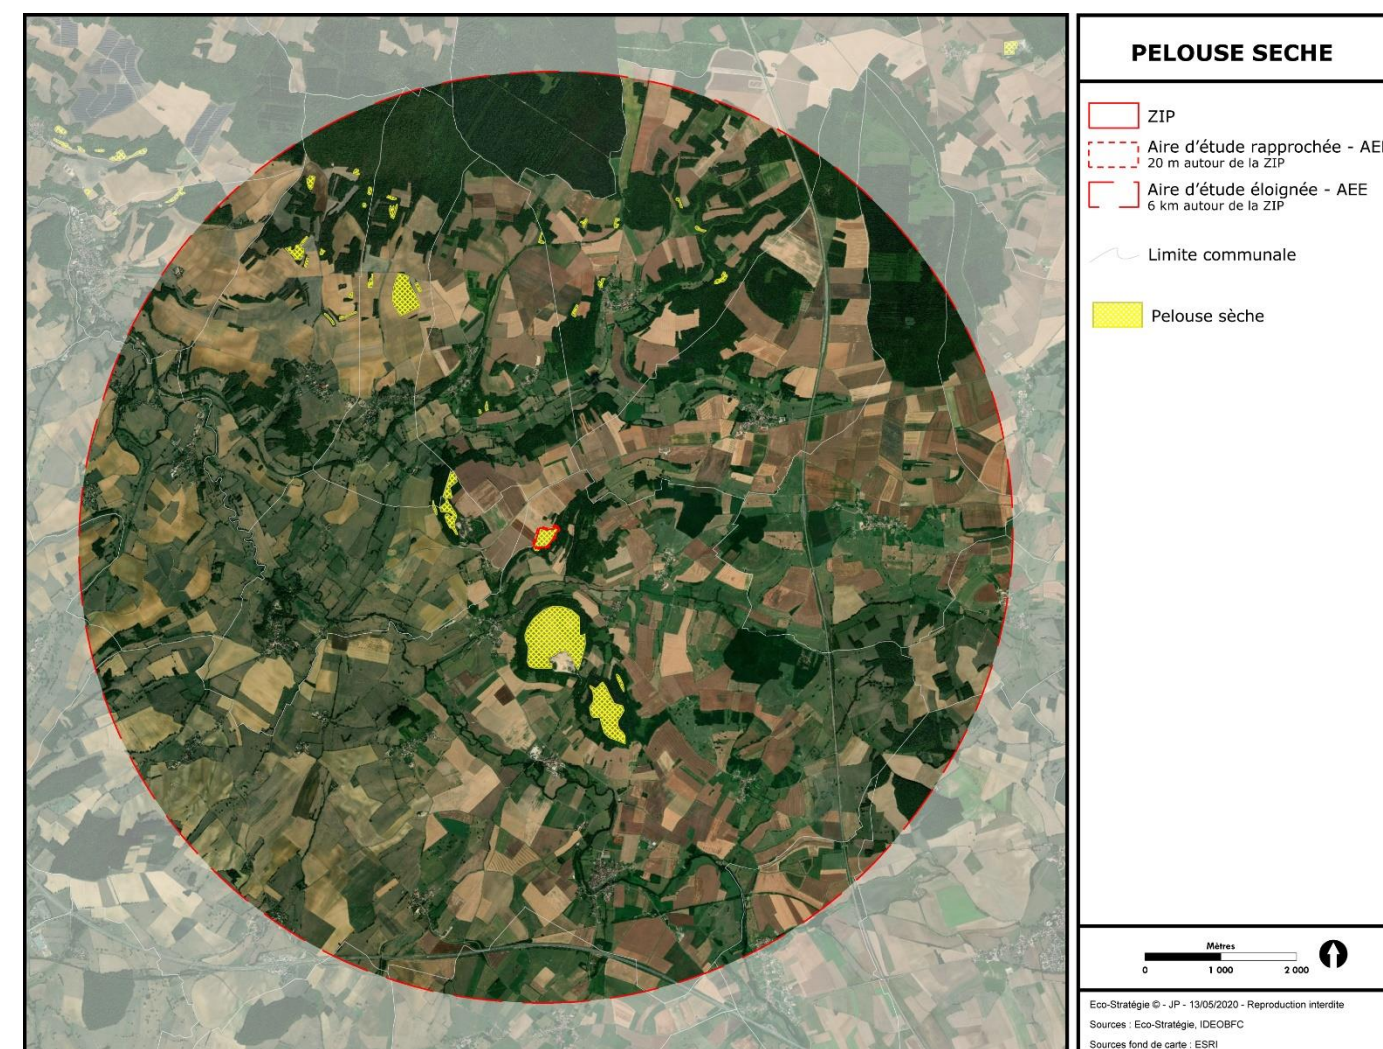 PELOUSE SECHE
ZIP
Aire d'étude rapprochée - AE
20 m autour de la ZIP
Aire d'étude éloignée - AEE
6 km autour de la ZIP
Limite communale
Pelouse sèche
Mètres
0 1 000 2 000
Eco-Stratégie © - JP - 13/05/2020 - Reproduction interdite
Sources : Eco-Stratégie, IDEOBFC
Sources fond de carte : ESRI